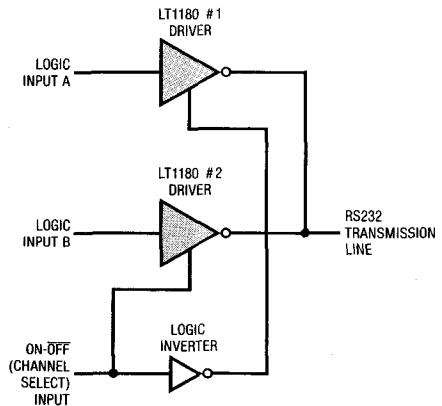 LT1180 #1
DRIVER
LOGIC
INPUT A
LT1180 #2
DRIVER
LOGIC
INPUT B
RS232
TRANSMISSION
LINE
LOGIC
INVERTER
ON-O̅F̅F̅
(CHANNEL
SELECT)
INPUT